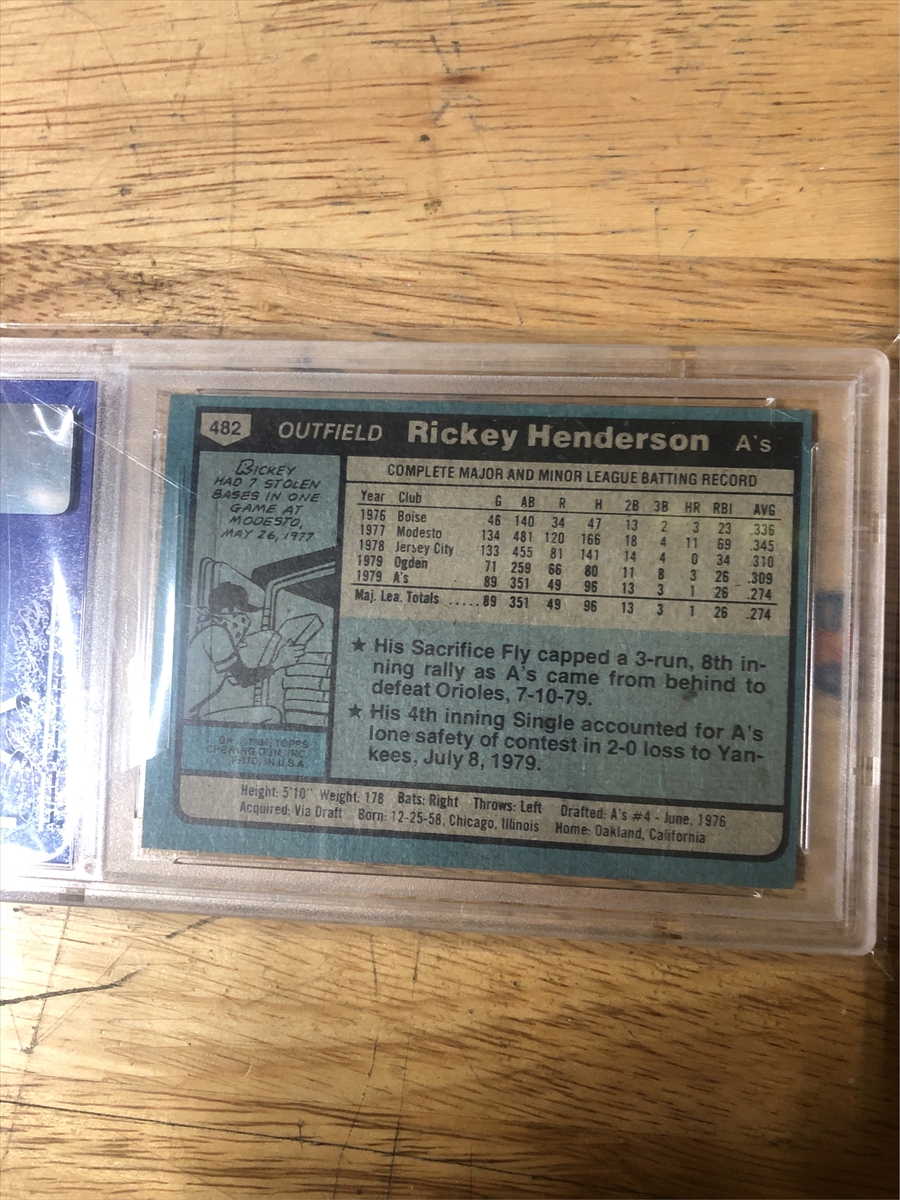 482 OUTFIELD Rickey Henderson A's
RICKEY
HAD 7 STOLEN
BASES IN ONE
GAME AT
MODESTO,
MAY 26, 1977
COMPLETE MAJOR AND MINOR LEAGUE BATTING RECORD
Year Club G AB R H 2B 3B HR RBI AVG
1976 Boise 46 140 34 47 13 2 3 23 .336
1977 Modesto 134 481 120 166 18 4 11 69 .345
1978 Jersey City 133 455 81 141 14 4 0 34 .310
1979 Ogden 71 259 66 80 11 8 3 26 .309
1979 A's 89 351 49 96 13 3 1 26 .274
Maj. Lea. Totals ..... 89 351 49 96 13 3 1 26 .274
★ His Sacrifice Fly capped a 3-run, 8th in-
ning rally as A's came from behind to
defeat Orioles, 7-10-79.
★ His 4th inning Single accounted for A's
lone safety of contest in 2-0 loss to Yan-
kees, July 8, 1979.
TOPPS
CHEWING GUM, INC.
PRTD. IN U.S.A.
Height: 5'10" Weight: 178 Bats: Right Throws: Left Drafted: A's #4 - June, 1976
Acquired: Via Draft Born: 12-25-58, Chicago, Illinois Home: Oakland, California